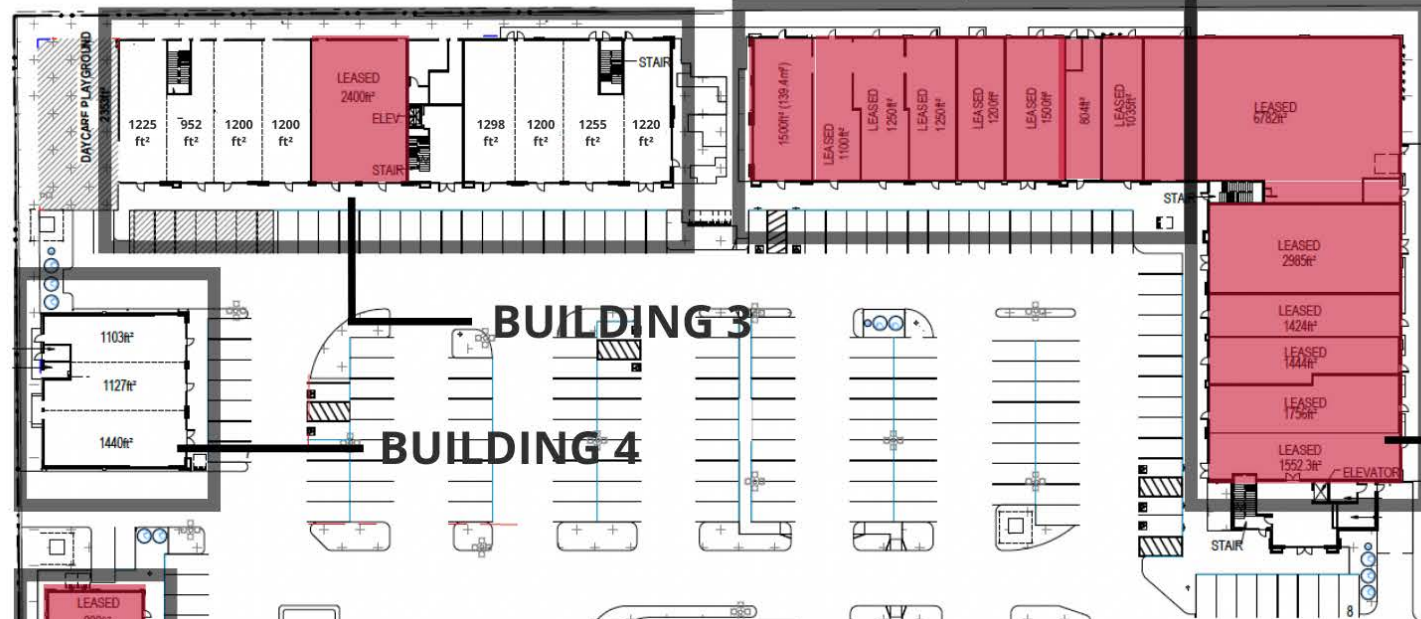 DAYCARE PLAYGROUND
1225
ft²
952
ft²
1200
ft²
1200
ft²
LEASED
2400ft²
ELEV
STAIR
1298
ft²
1200
ft²
1255
ft²
1220
ft²
STAIR
1500ft² (139.4m²)
LEASED
1100ft²
LEASED
1250ft²
LEASED
1250ft²
LEASED
1200ft²
LEASED
1500ft²
804ft²
LEASED
1035ft²
LEASED
6782ft²
STAIR
LEASED
2985ft²
LEASED
1424ft²
LEASED
1444ft²
LEASED
1756ft²
LEASED
1552.3ft²
ELEVATOR
STAIR
BUILDING 3
1103ft²
1127ft²
1440ft²
BUILDING 4
LEASED
8